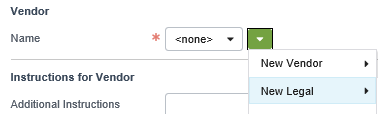 Vendor
Name * <none>
New Vendor
Instructions for Vendor
New Legal
Additional Instructions